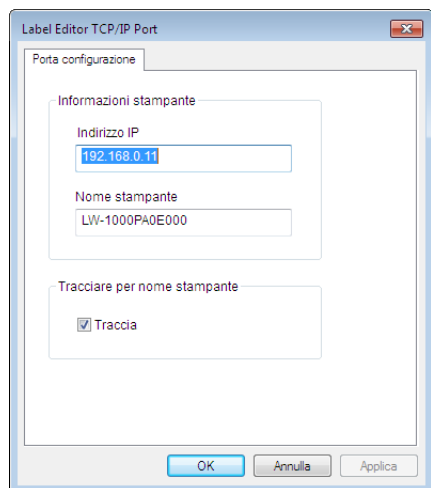 Label Editor TCP/IP Port
Porta configurazione
Informazioni stampante
Indirizzo IP
192.168.0.11
Nome stampante
LW-1000PA0E000
Tracciare per nome stampante
Traccia
OK Annulla Applica